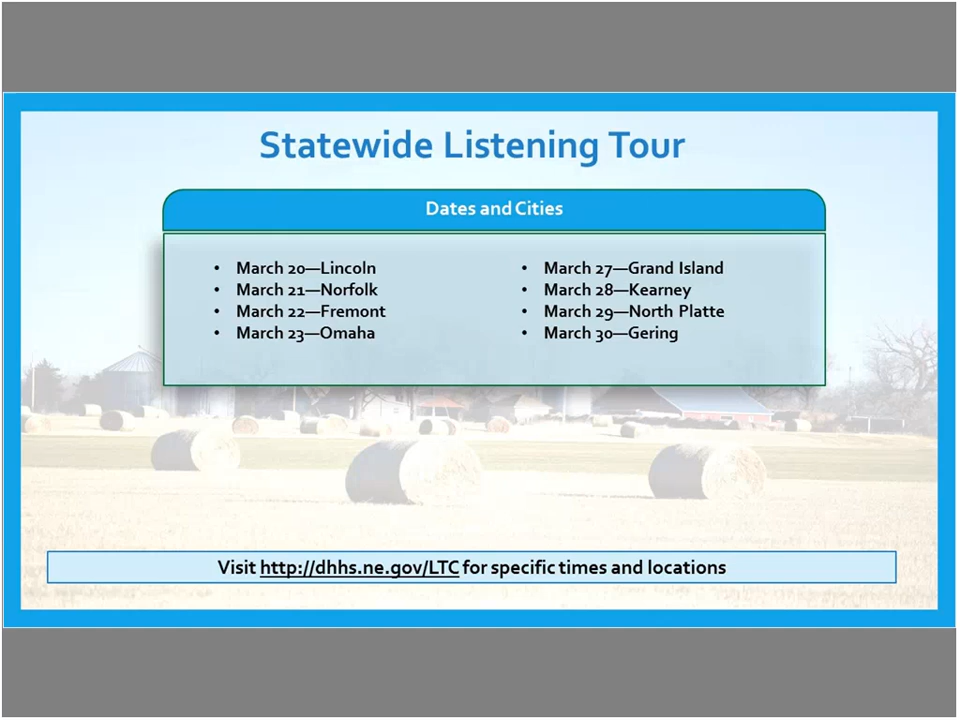 Statewide Listening Tour
Dates and Cities
• March 20—Lincoln
• March 21—Norfolk
• March 22—Fremont
• March 23—Omaha
• March 27—Grand Island
• March 28—Kearney
• March 29—North Platte
• March 30—Gering
Visit http://dhhs.ne.gov/LTC for specific times and locations